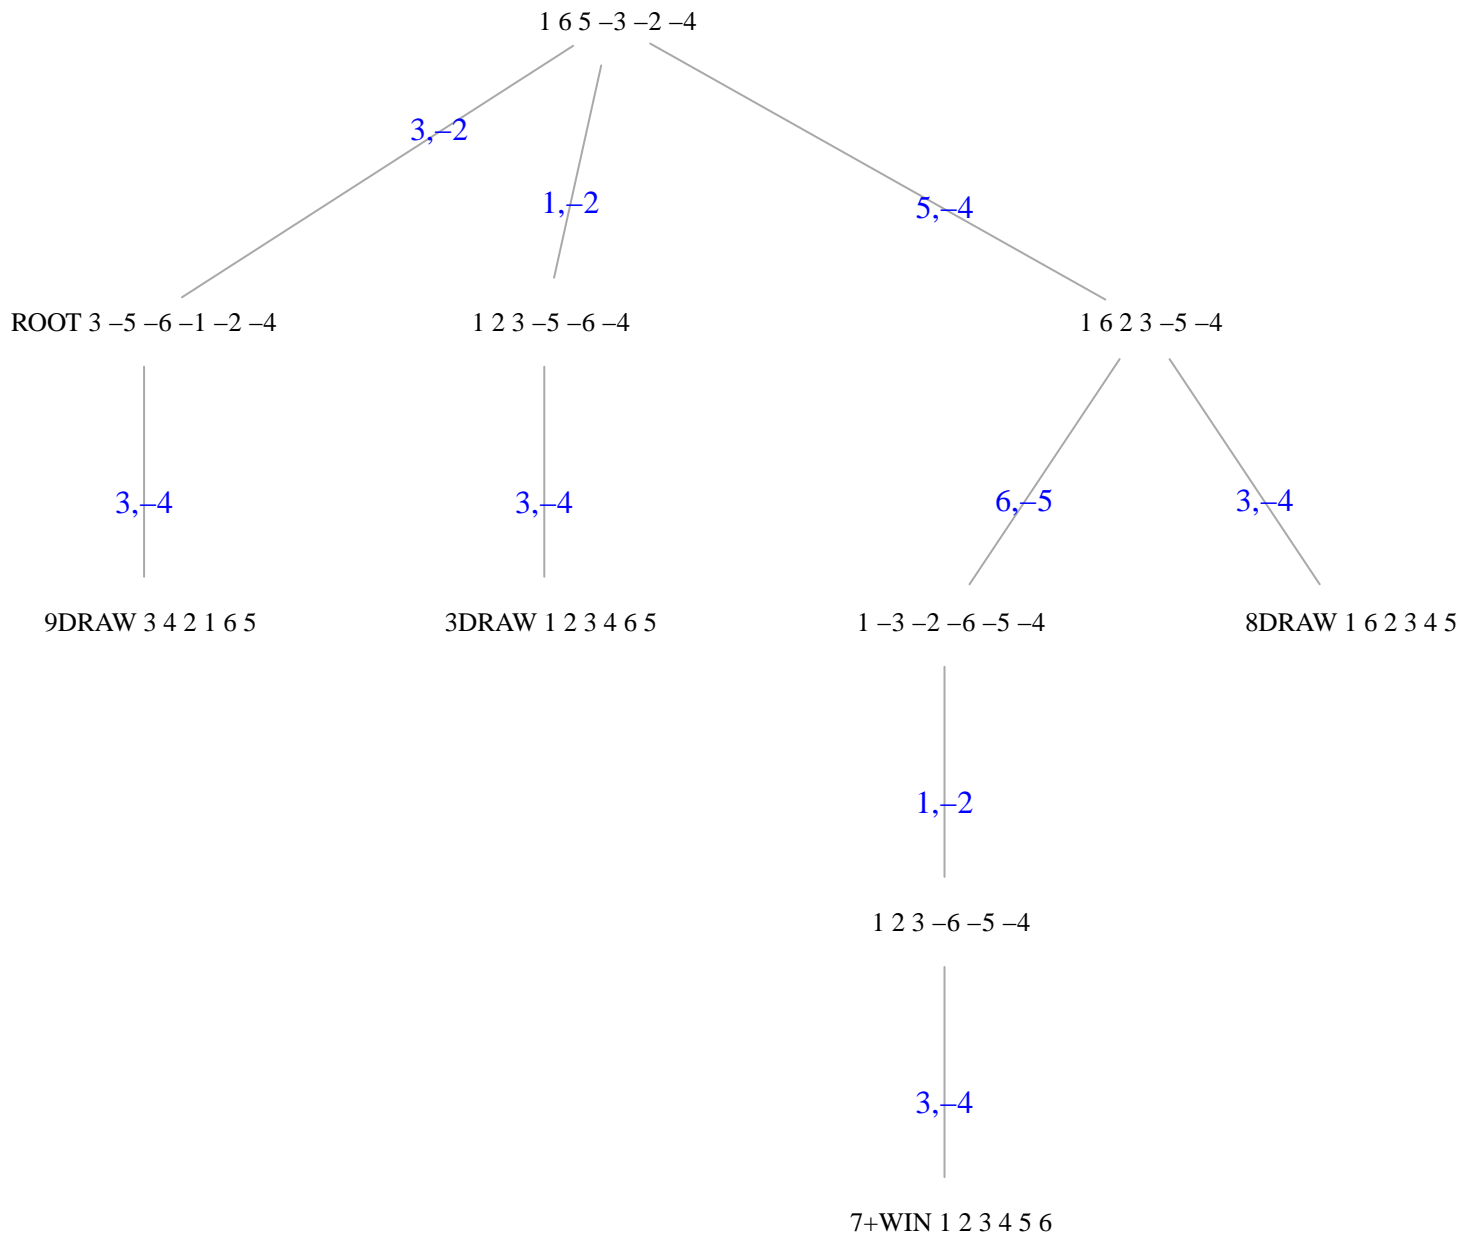 1 6 5 –3 –2 –4
3,–2
1,–2
5,–4
ROOT 3 –5 –6 –1 –2 –4
1 2 3 –5 –6 –4
1 6 2 3 –5 –4
3,–4
3,–4
6,–5
3,–4
9DRAW 3 4 2 1 6 5
3DRAW 1 2 3 4 6 5
1 –3 –2 –6 –5 –4
8DRAW 1 6 2 3 4 5
1,–2
1 2 3 –6 –5 –4
3,–4
7+WIN 1 2 3 4 5 6